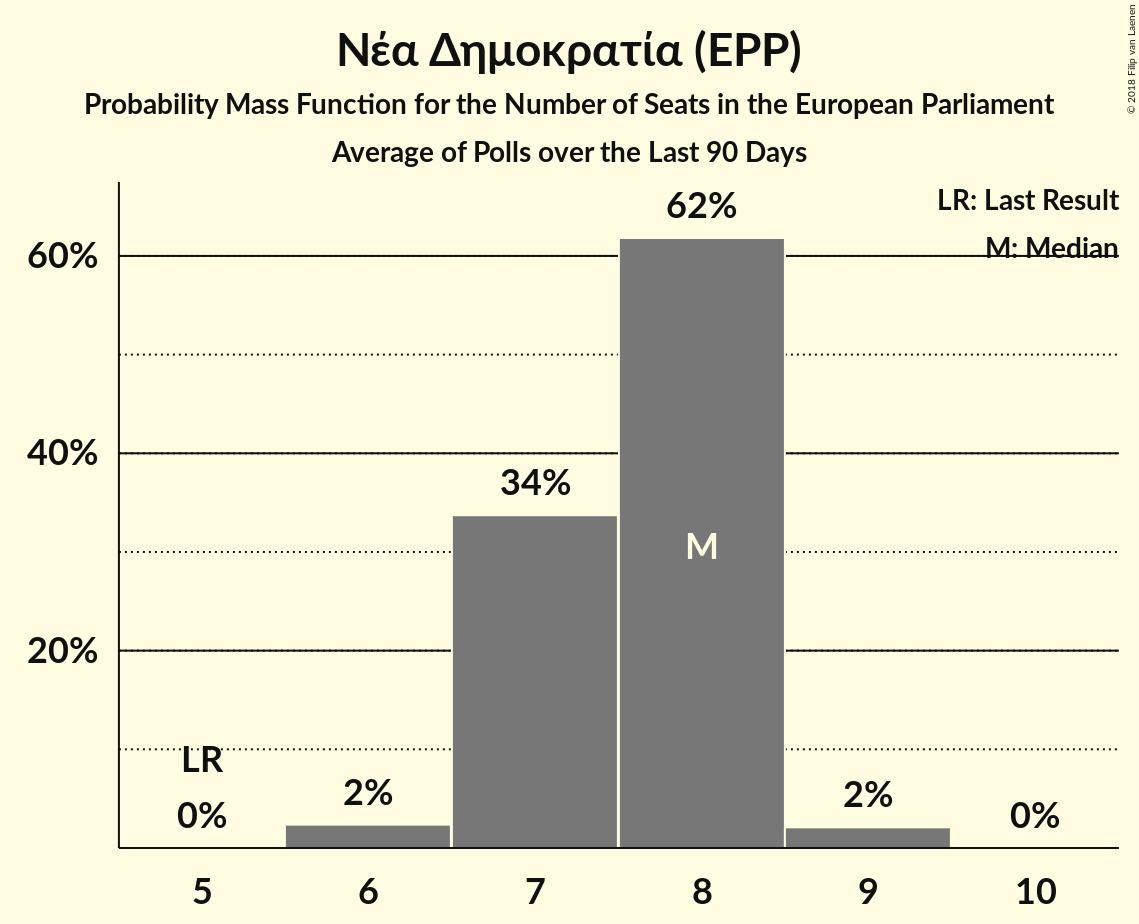 Νέα Δημοκρατία (EPP)
Probability Mass Function for the Number of Seats in the European Parliament
Average of Polls over the Last 90 Days
© 2018 Filip van Laenen
LR: Last Result
M: Median
62%
60%
40%
34%
M
20%
LR
0%
2%
2%
0%
5 6 7 8 9 10